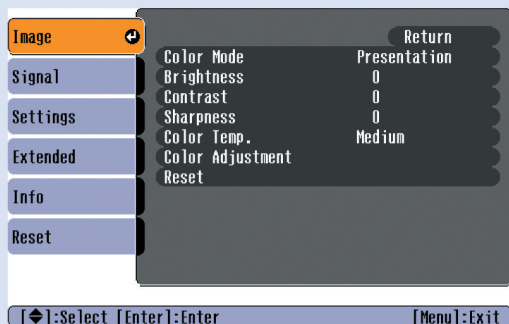 Image
Signal
Settings
Extended
Info
Reset
Return
Color Mode Presentation
Brightness 0
Contrast 0
Sharpness 0
Color Temp. Medium
Color Adjustment
Reset
[◆]:Select [Enter]:Enter [Menu]:Exit